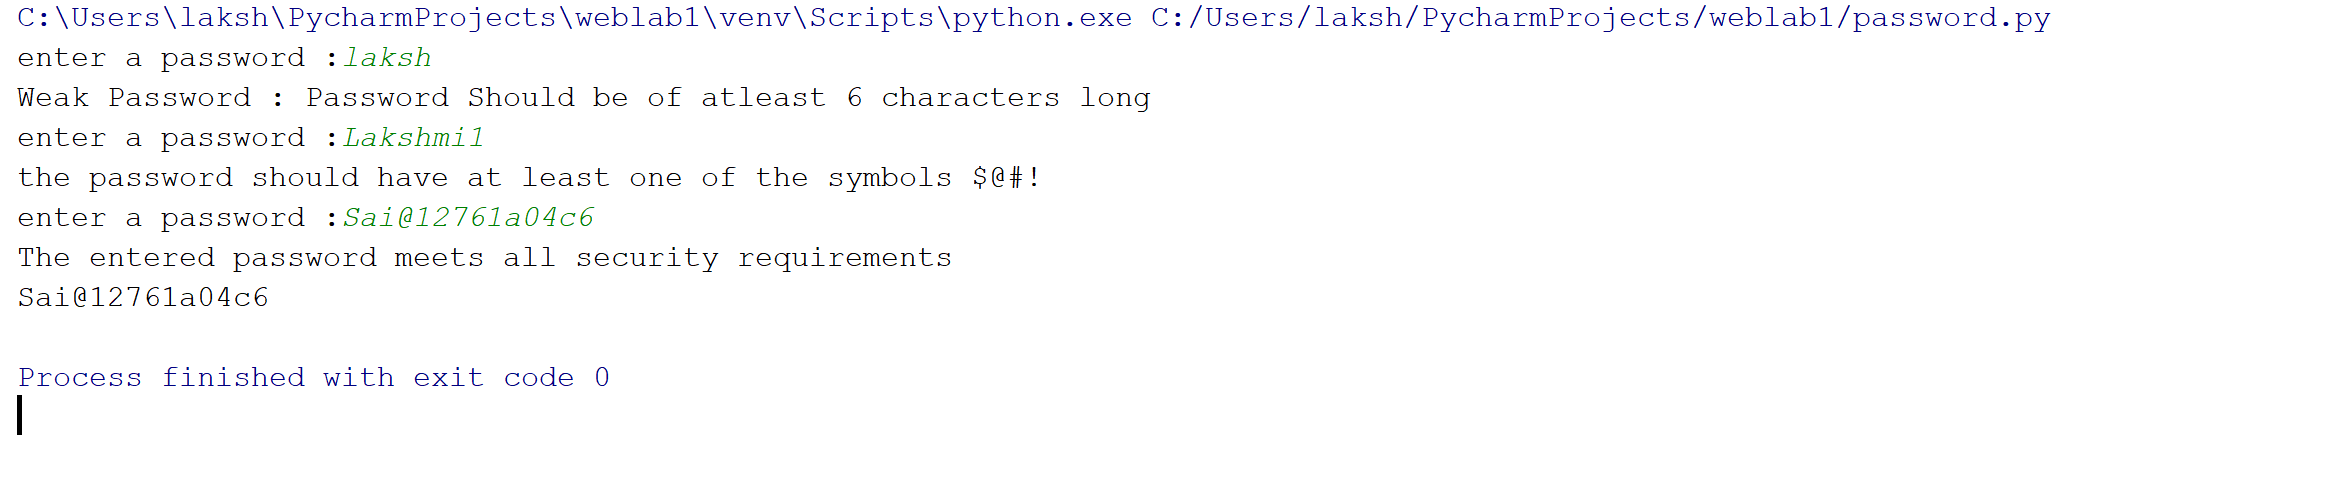 C:\Users\laksh\PycharmProjects\weblab1\venv\Scripts\python.exe C:/Users/laksh/PycharmProjects/weblab1/password.py
enter a password :laksh
Weak Password : Password Should be of atleast 6 characters long
enter a password :Lakshmi1
the password should have at least one of the symbols $@#!
enter a password :Sai@12761a04c6
The entered password meets all security requirements
Sai@12761a04c6
Process finished with exit code 0